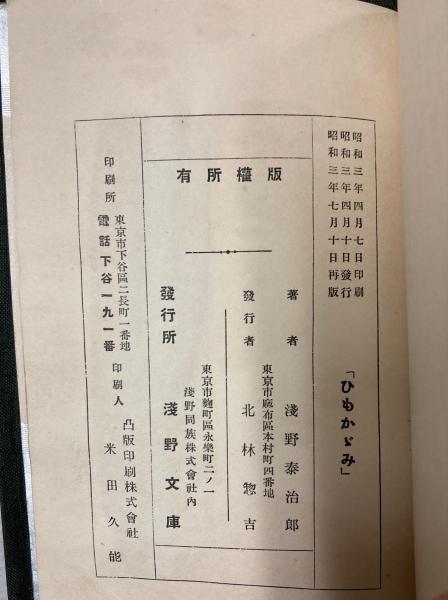 昭和三年四月七日印刷
昭和三年四月十日發行
昭和三年七月十日再版
「ひもかゞみ」
版權所有
東京市麻布區本村町四番地
著者 淺野泰治郎
發行者 北林惣吉
東京市麴町區永樂町二ノ一
淺野同族株式會社內
發行所 淺野文庫
東京市下谷區二長町一番地
印刷所 電話下谷一九一番
凸版印刷株式會社
印刷人 米田久能